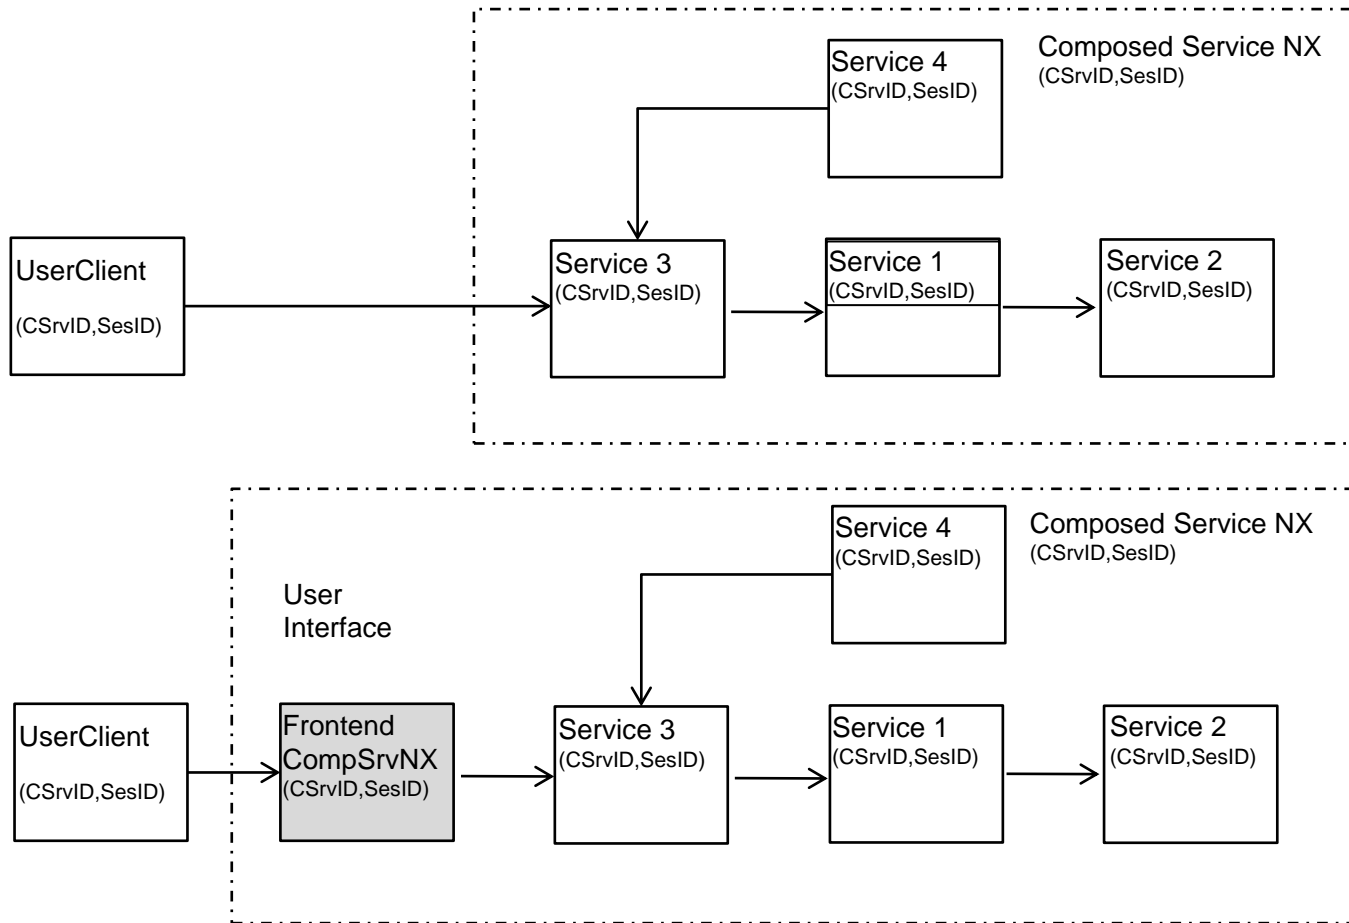 Service 4
(CSrvID,SesID)
Composed Service NX
(CSrvID,SesID)
UserClient
(CSrvID,SesID)
Service 3
(CSrvID,SesID)
Service 1
(CSrvID,SesID)
Service 2
(CSrvID,SesID)
Service 4
(CSrvID,SesID)
Composed Service NX
(CSrvID,SesID)
User
Interface
UserClient
(CSrvID,SesID)
Frontend
CompSrvNX
(CSrvID,SesID)
Service 3
(CSrvID,SesID)
Service 1
(CSrvID,SesID)
Service 2
(CSrvID,SesID)